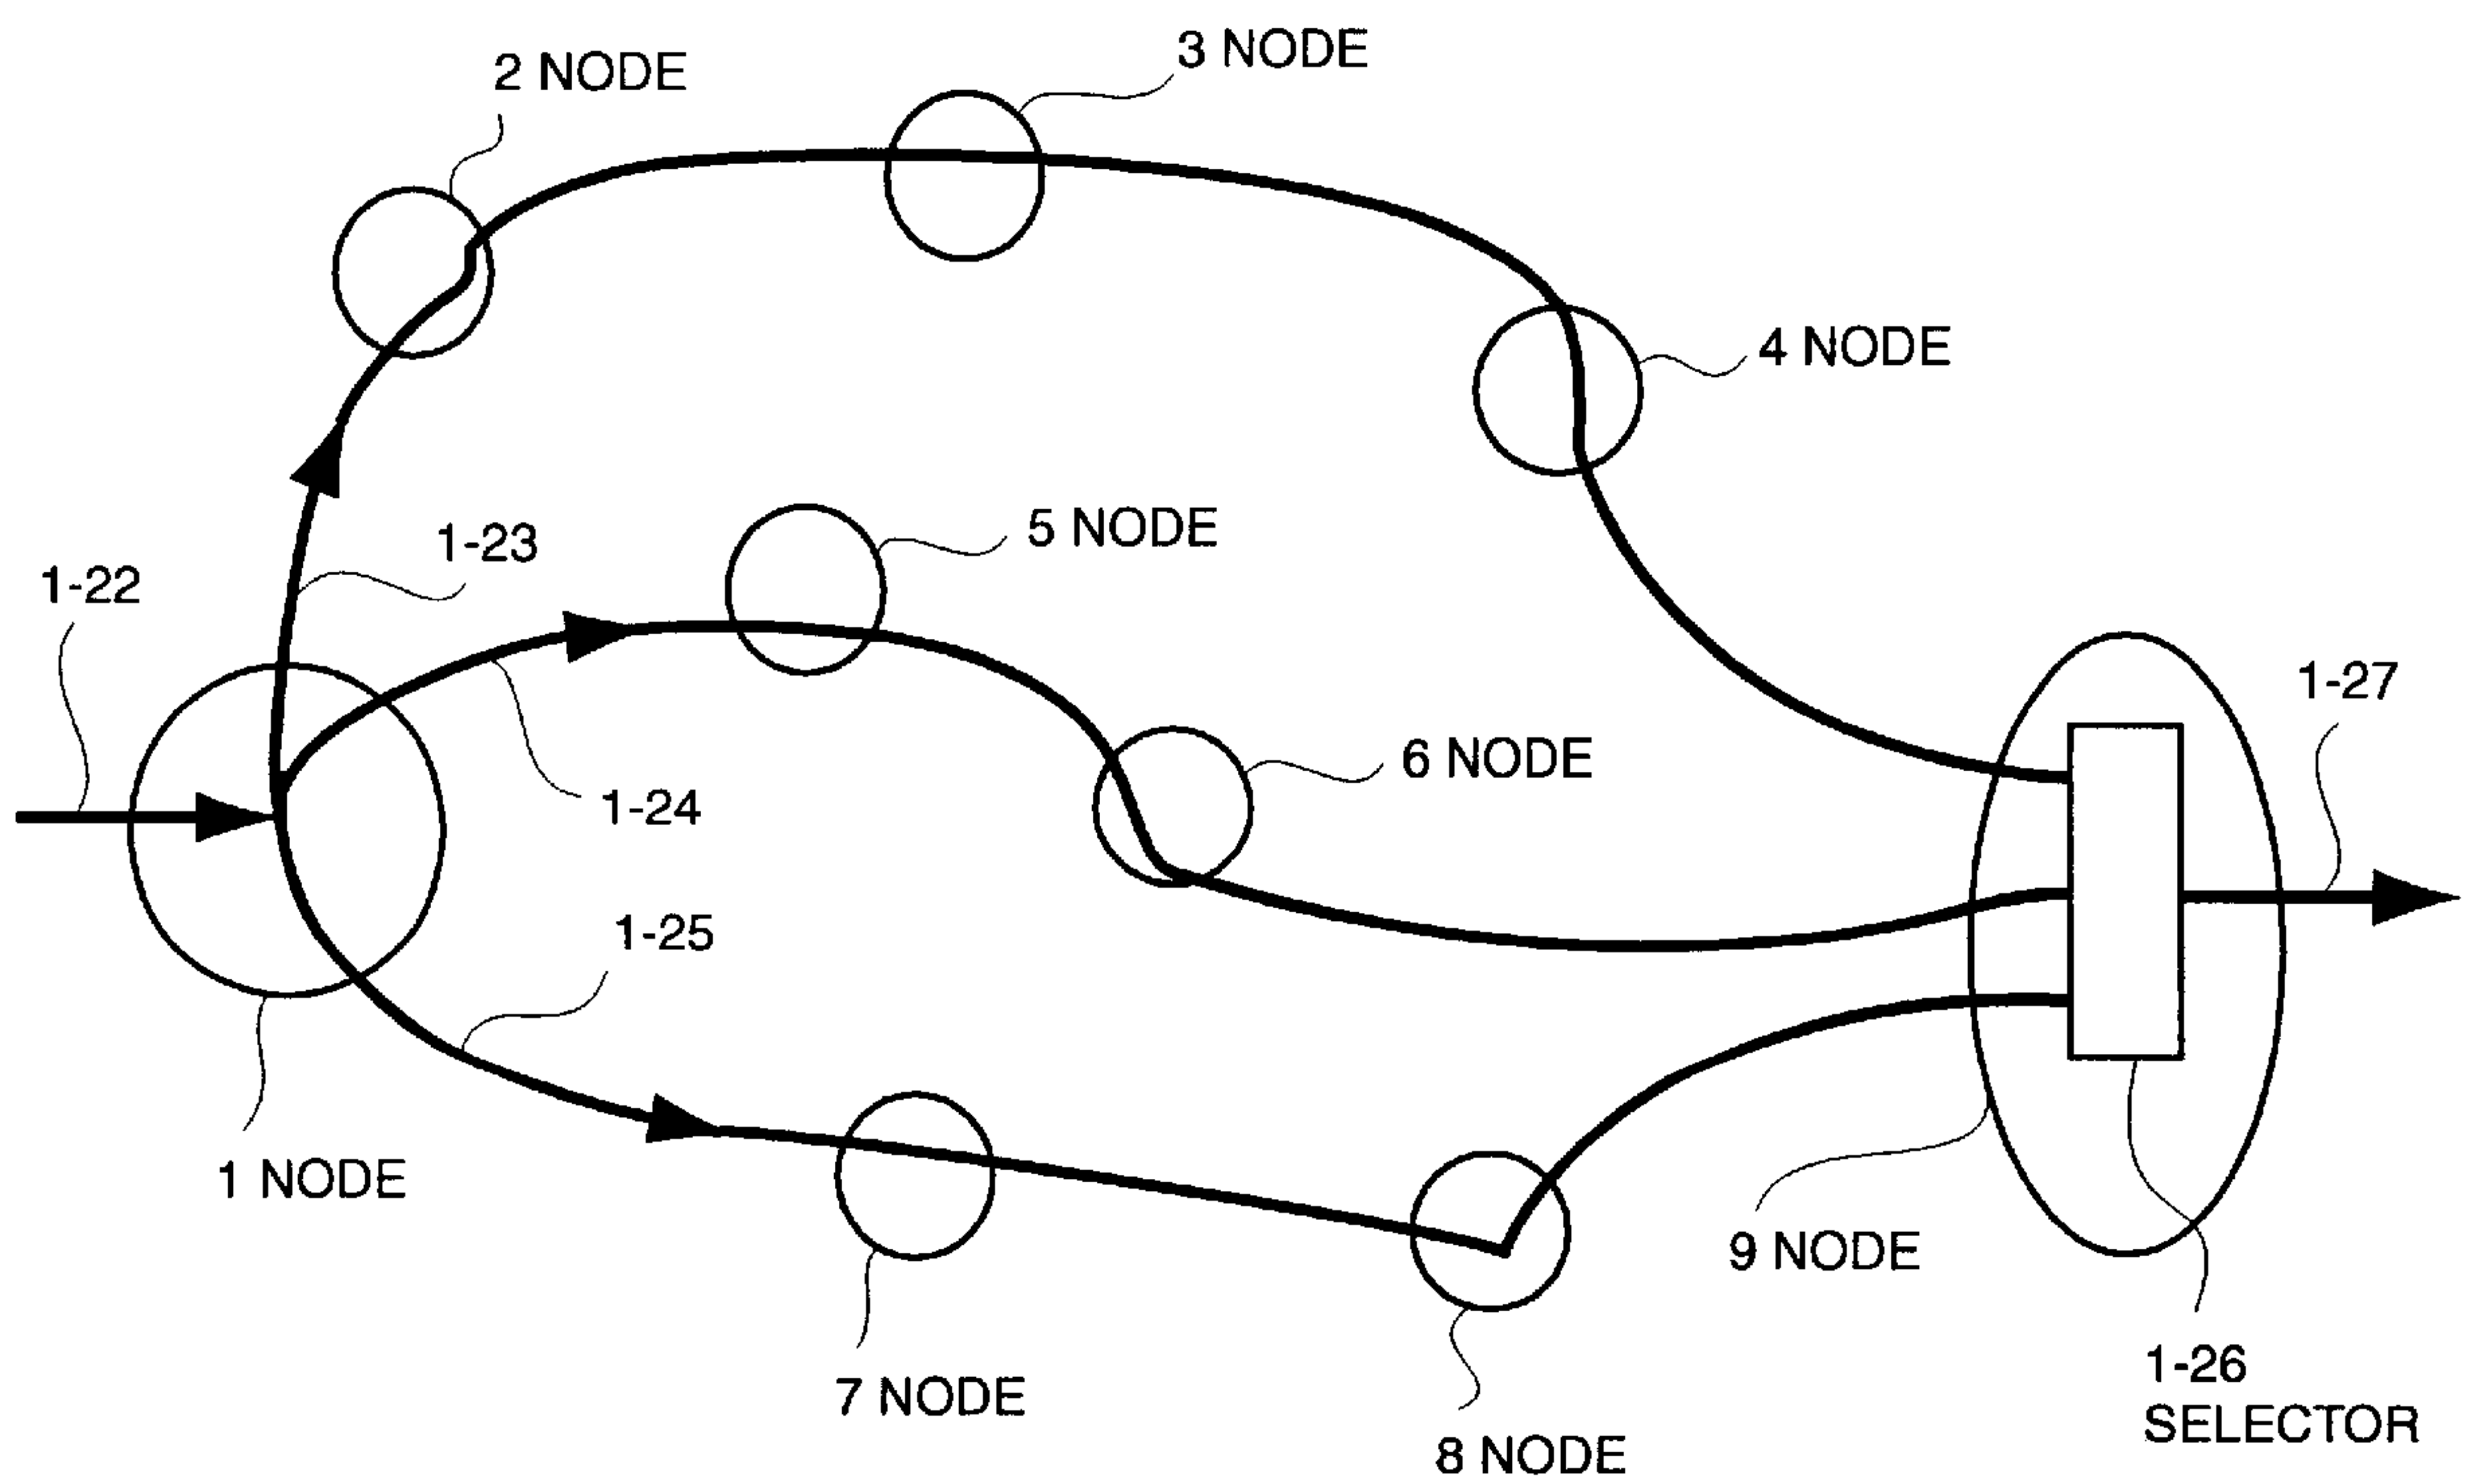 3 NODE
2 NODE
4 NODE
5 NODE
1-23
1-22
1-27
6 NODE
1-24
1-25
1 NODE
9 NODE
1-26
SELECTOR
7 NODE
8 NODE